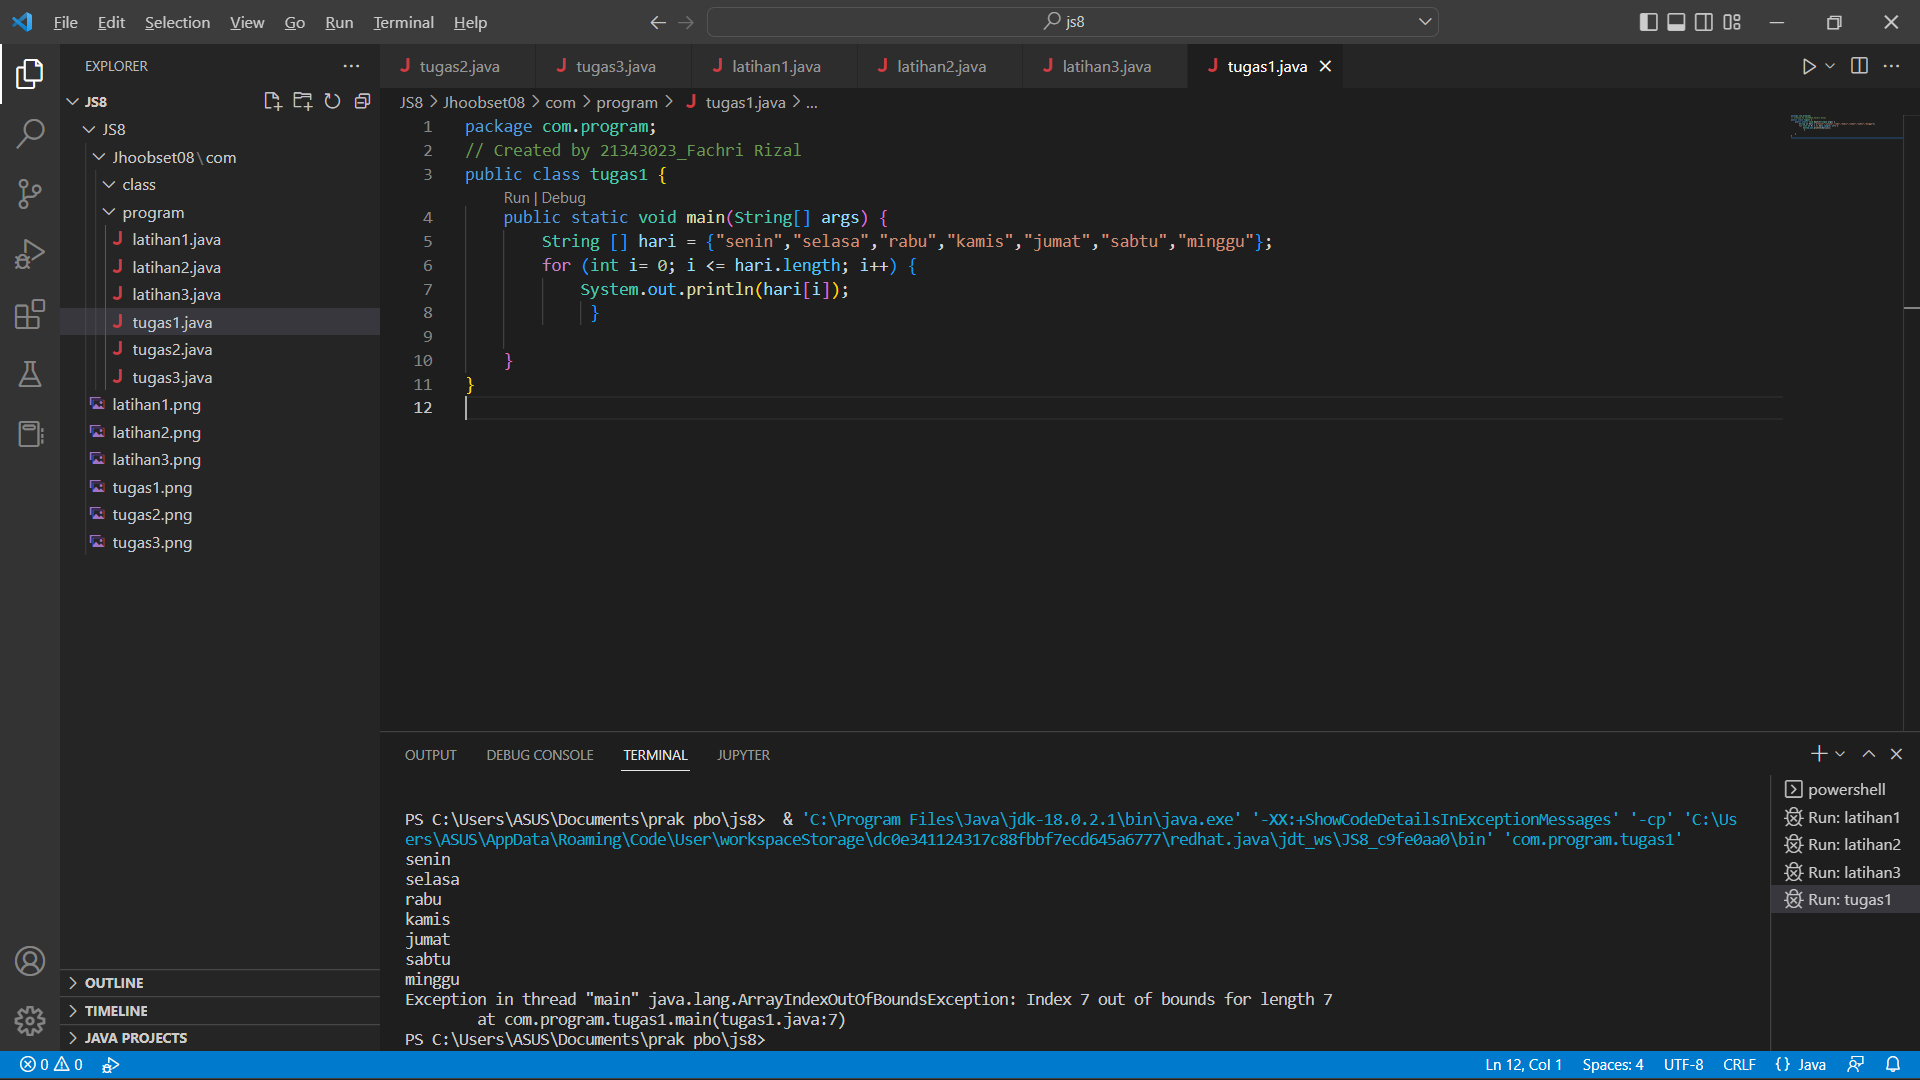 File Edit Selection View Go Run Terminal Help
js8
EXPLORER
JS8
JS8
Jhoobset08\com
class
program
latihan1.java
latihan2.java
latihan3.java
tugas1.java
tugas2.java
tugas3.java
latihan1.png
latihan2.png
latihan3.png
tugas1.png
tugas2.png
tugas3.png
OUTLINE
TIMELINE
JAVA PROJECTS
tugas2.java tugas3.java latihan1.java latihan2.java latihan3.java tugas1.java
JS8 > Jhoobset08 > com > program > tugas1.java > ...
1 package com.program;
2 // Created by 21343023_Fachri Rizal
3 public class tugas1 {
Run | Debug
4 public static void main(String[] args) {
5 String [] hari = {"senin","selasa","rabu","kamis","jumat","sabtu","minggu"};
6 for (int i= 0; i <= hari.length; i++) {
7 System.out.println(hari[i]);
8 }
9
10 }
11 }
12
OUTPUT DEBUG CONSOLE TERMINAL JUPYTER
PS C:\Users\ASUS\Documents\prak pbo\js8>  & 'C:\Program Files\Java\jdk-18.0.2.1\bin\java.exe' '-XX:+ShowCodeDetailsInExceptionMessages' '-cp' 'C:\Us
ers\ASUS\AppData\Roaming\Code\User\workspaceStorage\dc0e341124317c88fbbf7ecd645a6777\redhat.java\jdt_ws\JS8_c9fe0aa0\bin' 'com.program.tugas1'
senin
selasa
rabu
kamis
jumat
sabtu
minggu
Exception in thread "main" java.lang.ArrayIndexOutOfBoundsException: Index 7 out of bounds for length 7
at com.program.tugas1.main(tugas1.java:7)
PS C:\Users\ASUS\Documents\prak pbo\js8>
powershell
Run: latihan1
Run: latihan2
Run: latihan3
Run: tugas1
0 0
Ln 12, Col 1 Spaces: 4 UTF-8 CRLF {} Java